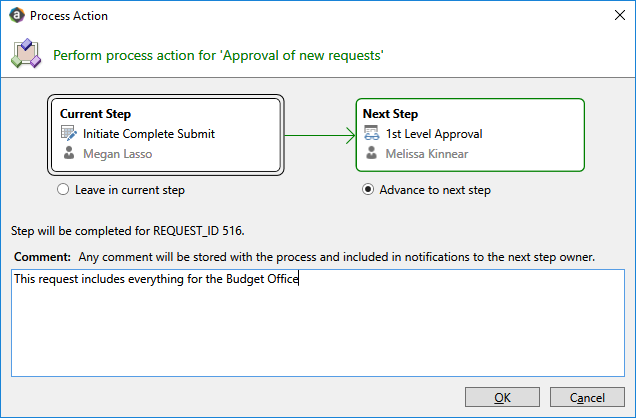 Process Action
Perform process action for 'Approval of new requests'
Current Step
Initiate Complete Submit
Megan Lasso
Next Step
1st Level Approval
Melissa Kinnear
Leave in current step
Advance to next step
Step will be completed for REQUEST_ID 516.
Comment: Any comment will be stored with the process and included in notifications to the next step owner.
This request includes everything for the Budget Office
OK
Cancel